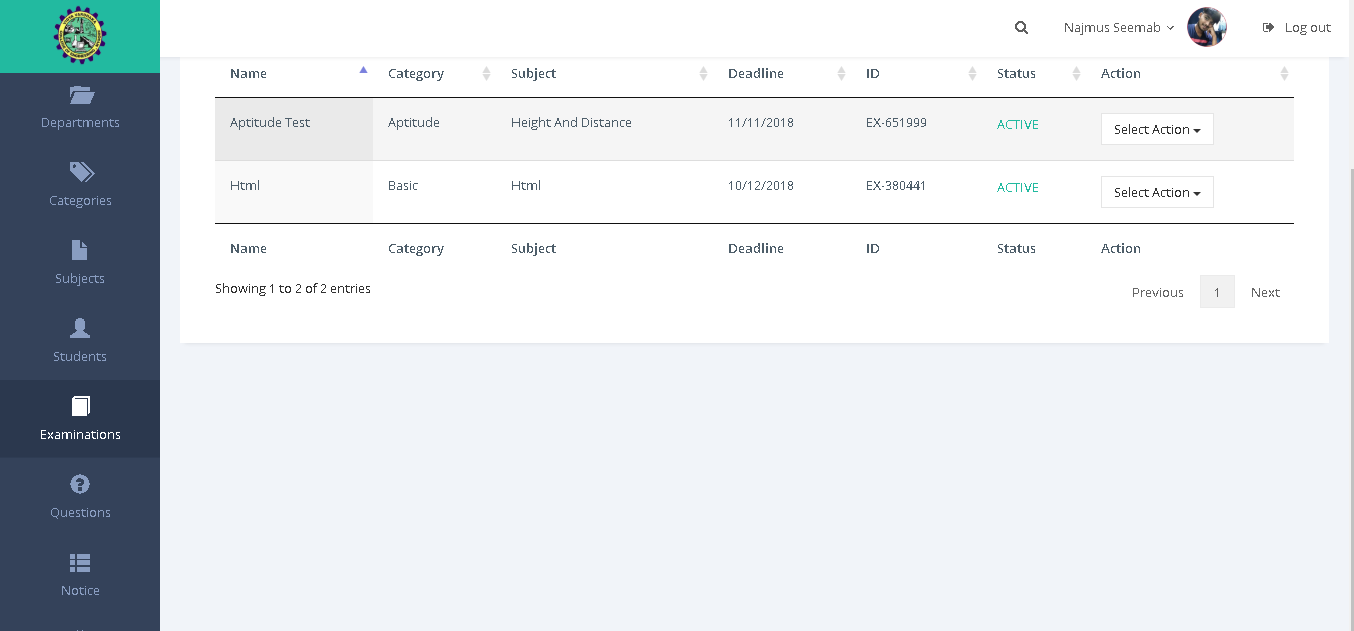 Najmus Seemab
Log out
Departments
Categories
Subjects
Students
Examinations
Questions
Notice
Name Category Subject Deadline ID Status Action
Aptitude Test Aptitude Height And Distance 11/11/2018 EX-651999 ACTIVE Select Action
Html Basic Html 10/12/2018 EX-380441 ACTIVE Select Action
Name Category Subject Deadline ID Status Action
Showing 1 to 2 of 2 entries
Previous 1 Next